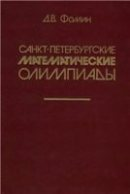 Д.В. Фомин
САНКТ-ПЕТЕРБУРГСКИЕ
МАТЕМАТИЧЕСКИЕ
ОЛИМПИАДЫ